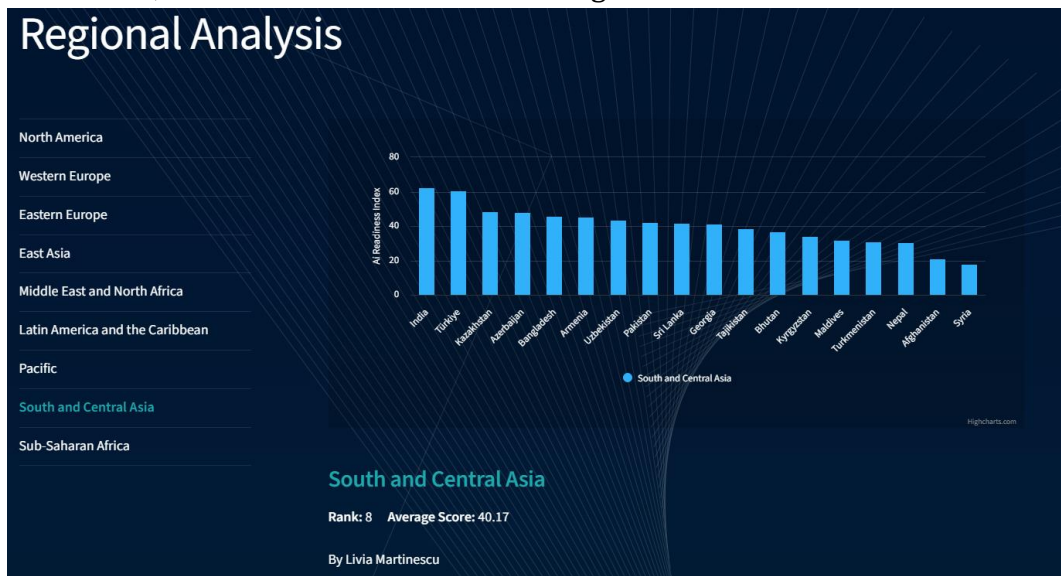 Regional Analysis
North America
Western Europe
Eastern Europe
East Asia
Middle East and North Africa
Latin America and the Caribbean
Pacific
South and Central Asia
Sub-Saharan Africa
80
60
40
20
0
Ai Readiness Index
India
Türkiye
Kazakhstan
Azerbaijan
Bangladesh
Armenia
Uzbekistan
Pakistan
Sri Lanka
Georgia
Tajikistan
Bhutan
Kyrgyzstan
Maldives
Turkmenistan
Nepal
Afghanistan
Syria
South and Central Asia
Highcharts.com
South and Central Asia
Rank: 8 Average Score: 40.17
By Livia Martinescu